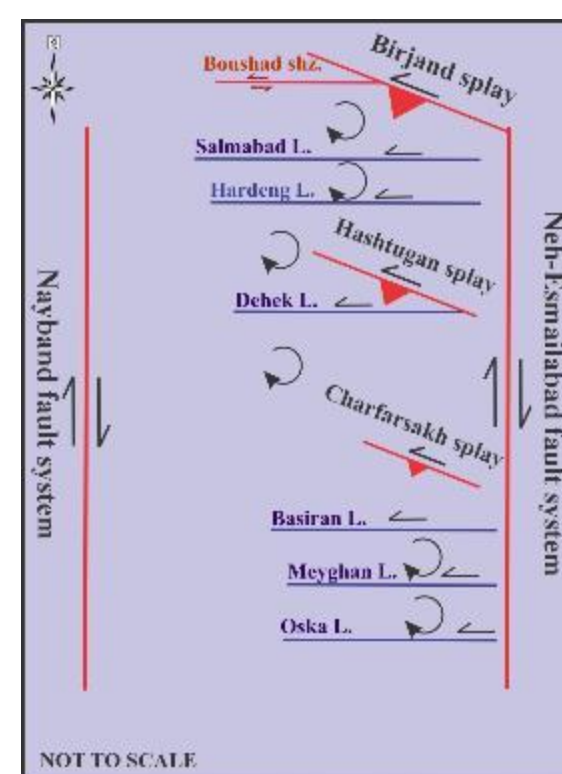 Boushad shz.
Birjand splay
Salmabad L.
Hardeng L.
Hashtugan splay
Dehek L.
Nayband fault system
Neh-Esmailabad fault system
Charfarsakh splay
Basiran L.
Meyghan L.
Oska L.
NOT TO SCALE